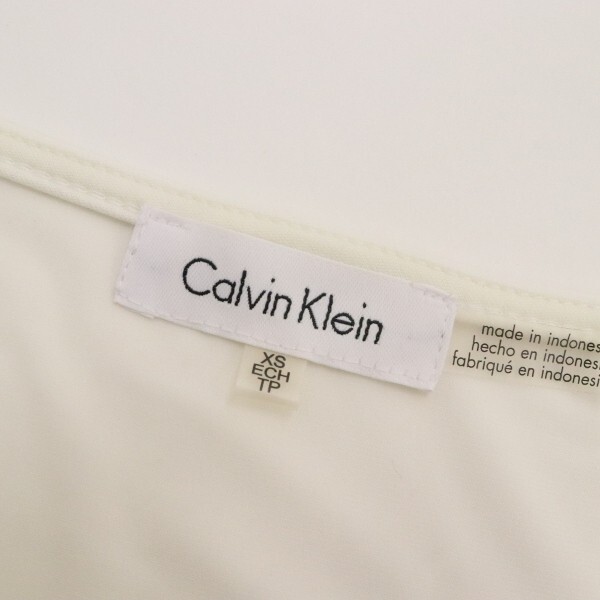 Calvin Klein
XS
ECH
TP
made in indones
hecho en indones
fabriqué en indonesi